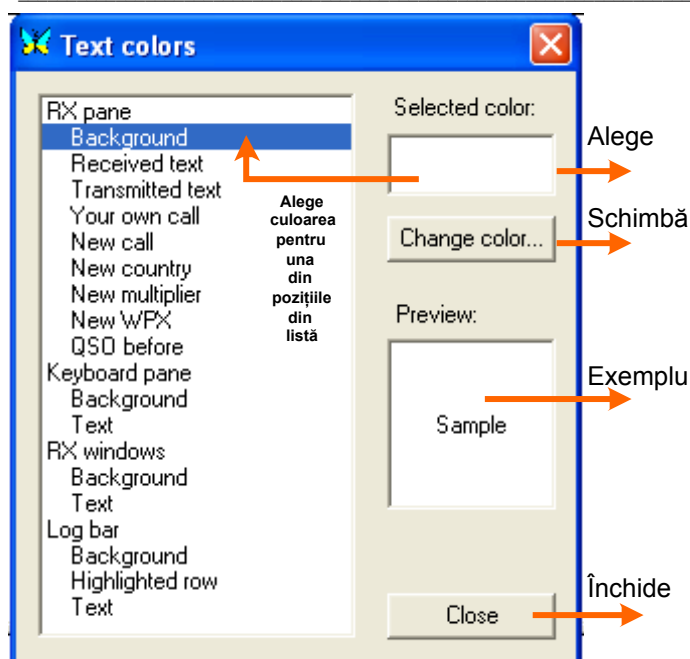 Text colors
RX pane
Background
Received text
Transmitted text
Your own call
New call
New country
New multiplier
New WPX
QSO before
Keyboard pane
Background
Text
RX windows
Background
Text
Log bar
Background
Highlighted row
Text
Alege
culoarea
pentru
una
din
pozițiile
din
listă
Selected color:
Alege
Change color...
Schimbă
Preview:
Sample
Exemplu
Close
Închide